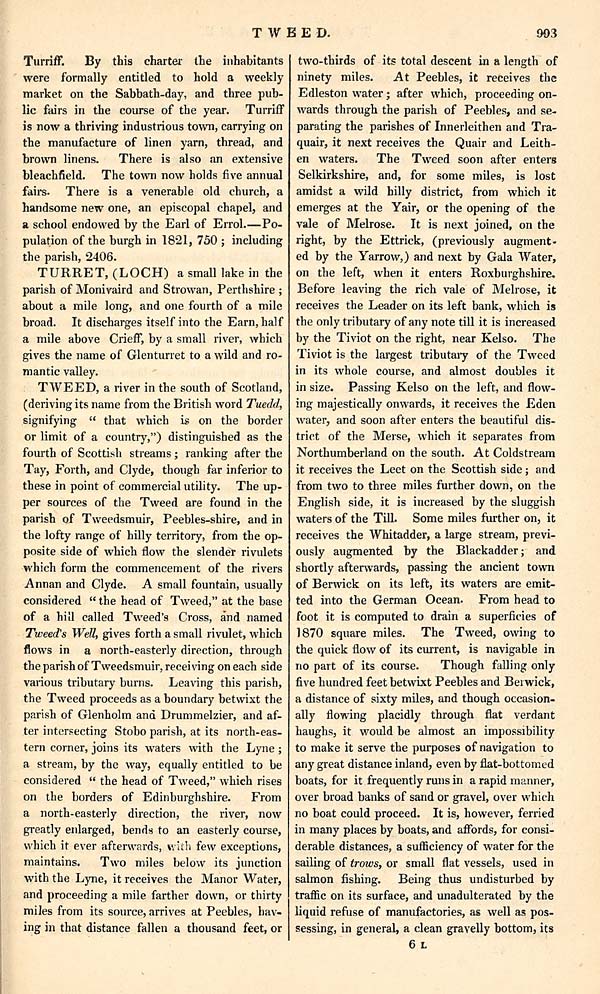 TWEED.
993
Turriff. By this charter the inhabitants
were formally entitled to hold a weekly
market on the Sabbath-day, and three pub-
lic fairs in the course of the year. Turriff
is now a thriving industrious town, carrying on
the manufacture of linen yarn, thread, and
brown linens. There is also an extensive
bleachfield. The town now holds five annual
fairs. There is a venerable old church, a
handsome new one, an episcopal chapel, and
a school endowed by the Earl of Errol.—Po-
pulation of the burgh in 1821, 750; including
the parish, 2406.
TURRET, (LOCH) a small lake in the
parish of Monivaird and Strowan, Perthshire;
about a mile long, and one fourth of a mile
broad. It discharges itself into the Earn, half
a mile above Crieff, by a small river, which
gives the name of Glenturret to a wild and ro-
mantic valley.
TWEED, a river in the south of Scotland,
(deriving its name from the British word Tuedd,
signifying " that which is on the border
or limit of a country,") distinguished as the
fourth of Scottish streams; ranking after the
Tay, Forth, and Clyde, though far inferior to
these in point of commercial utility. The up-
per sources of the Tweed are found in the
parish of Tweedsmuir, Peebles-shire, and in
the lofty range of hilly territory, from the op-
posite side of which flow the slender rivulets
which form the commencement of the rivers
Annan and Clyde. A small fountain, usually
considered "the head of Tweed," at the base
of a hill called Tweed's Cross, and named
Tweed's Well, gives forth a small rivulet, which
flows in a north-easterly direction, through
the parish of Tweedsmuir, receiving on each side
various tributary burns. Leaving this parish,
the Tweed proceeds as a boundary betwixt the
parish of Glenholm and Drummelzier, and af-
ter intersecting Stobo parish, at its north-eas-
tern corner, joins its waters with the Lyne;
a stream, by the way, equally entitled to be
considered " the head of Tweed," which rises
on the borders of Edinburghshire. From
a north-easterly direction, the river, now
greatly enlarged, bends to an easterly course,
which it ever afterwards, with few exceptions,
maintains. Two miles below its junction
with the Lyne, it receives the Manor Water,
and proceeding a mile farther down, or thirty
miles from its source, arrives at Peebles, hav-
ing in that distance fallen a thousand feet, or
two-thirds of its total descent in a length of
ninety miles. At Peebles, it receives the
Edleston water; after which, proceeding on-
wards through the parish of Peebles, and se-
parating the parishes of Innerleithen and Tra-
quair, it next receives the Quair and Leith-
en waters. The Tweed soon after enters
Selkirkshire, and, for some miles, is lost
amidst a wild hilly district, from which it
emerges at the Yair, or the opening of the
vale of Melrose. It is next joined, on the
right, by the Ettrick, (previously augment-
ed by the Yarrow,) and next by Gala Water,
on the left, when it enters Roxburghshire.
Before leaving the rich vale of Melrose, it
receives the Leader on its left bank, which is
the only tributary of any note till it is increased
by the Tiviot on the right, near Kelso. The
Tiviot is the largest tributary of the Tweed
in its whole course, and almost doubles it
in size. Passing Kelso on the left, and flow-
ing majestically onwards, it receives the Eden
water, and soon after enters the beautiful dis-
trict of the Merse, which it separates from
Northumberland on the south. At Coldstream
it receives the Leet on the Scottish side; and
from two to three miles further down, on the
English side, it is increased by the sluggish
waters of the Till. Some miles further on, it
receives the Whitadder, a large stream, previ-
ously augmented by the Blackadder; and
shortly afterwards, passing the ancient town
of Berwick on its left, its waters are emit-
ted into the German Ocean. From head to
foot it is computed to drain a superficies of
1870 square miles. The Tweed, owing to
the quick flow of its current, is navigable in
no part of its course. Though falling only
five hundred feet betwixt Peebles and Berwick,
a distance of sixty miles, and though occasion-
ally flowing placidly through flat verdant
haughs, it would be almost an impossibility
to make it serve the purposes of navigation to
any great distance inland, even by flat-bottomed
boats, for it frequently runs in a rapid manner,
over broad banks of sand or gravel, over which
no boat could proceed. It is, however, ferried
in many places by boats, and affords, for consi-
derable distances, a sufficiency of water for the
sailing of trows, or small flat vessels, used in
salmon fishing. Being thus undisturbed by
traffic on its surface, and unadulterated by the
liquid refuse of manufactories, as well as pos-
sessing, in general, a clean gravelly bottom, its
6 L